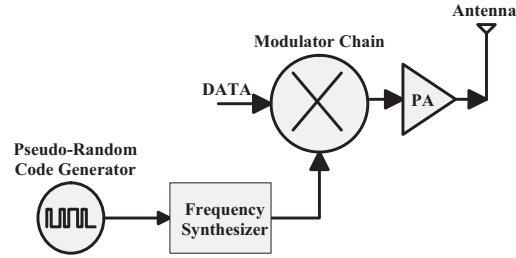 Antenna
Modulator Chain
DATA
PA
Pseudo-Random
Code Generator
Frequency
Synthesizer